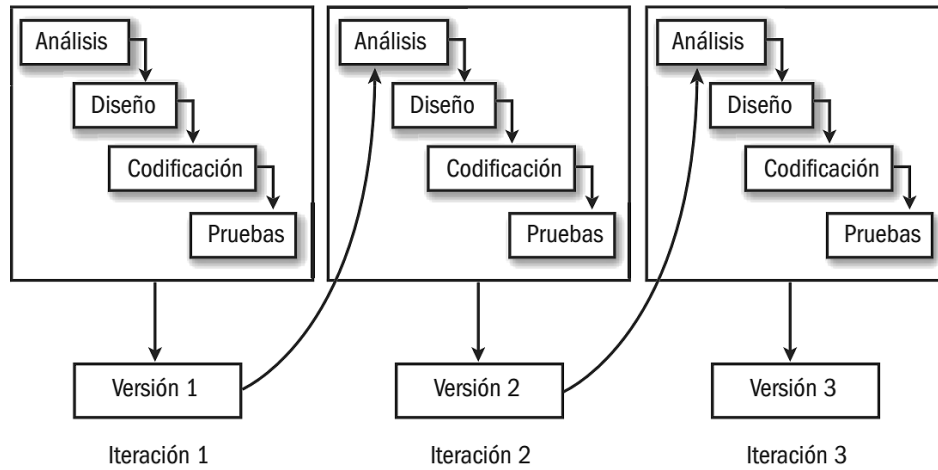 Análisis
Diseño
Codificación
Pruebas
Versión 1
Iteración 1
Análisis
Diseño
Codificación
Pruebas
Versión 2
Iteración 2
Análisis
Diseño
Codificación
Pruebas
Versión 3
Iteración 3